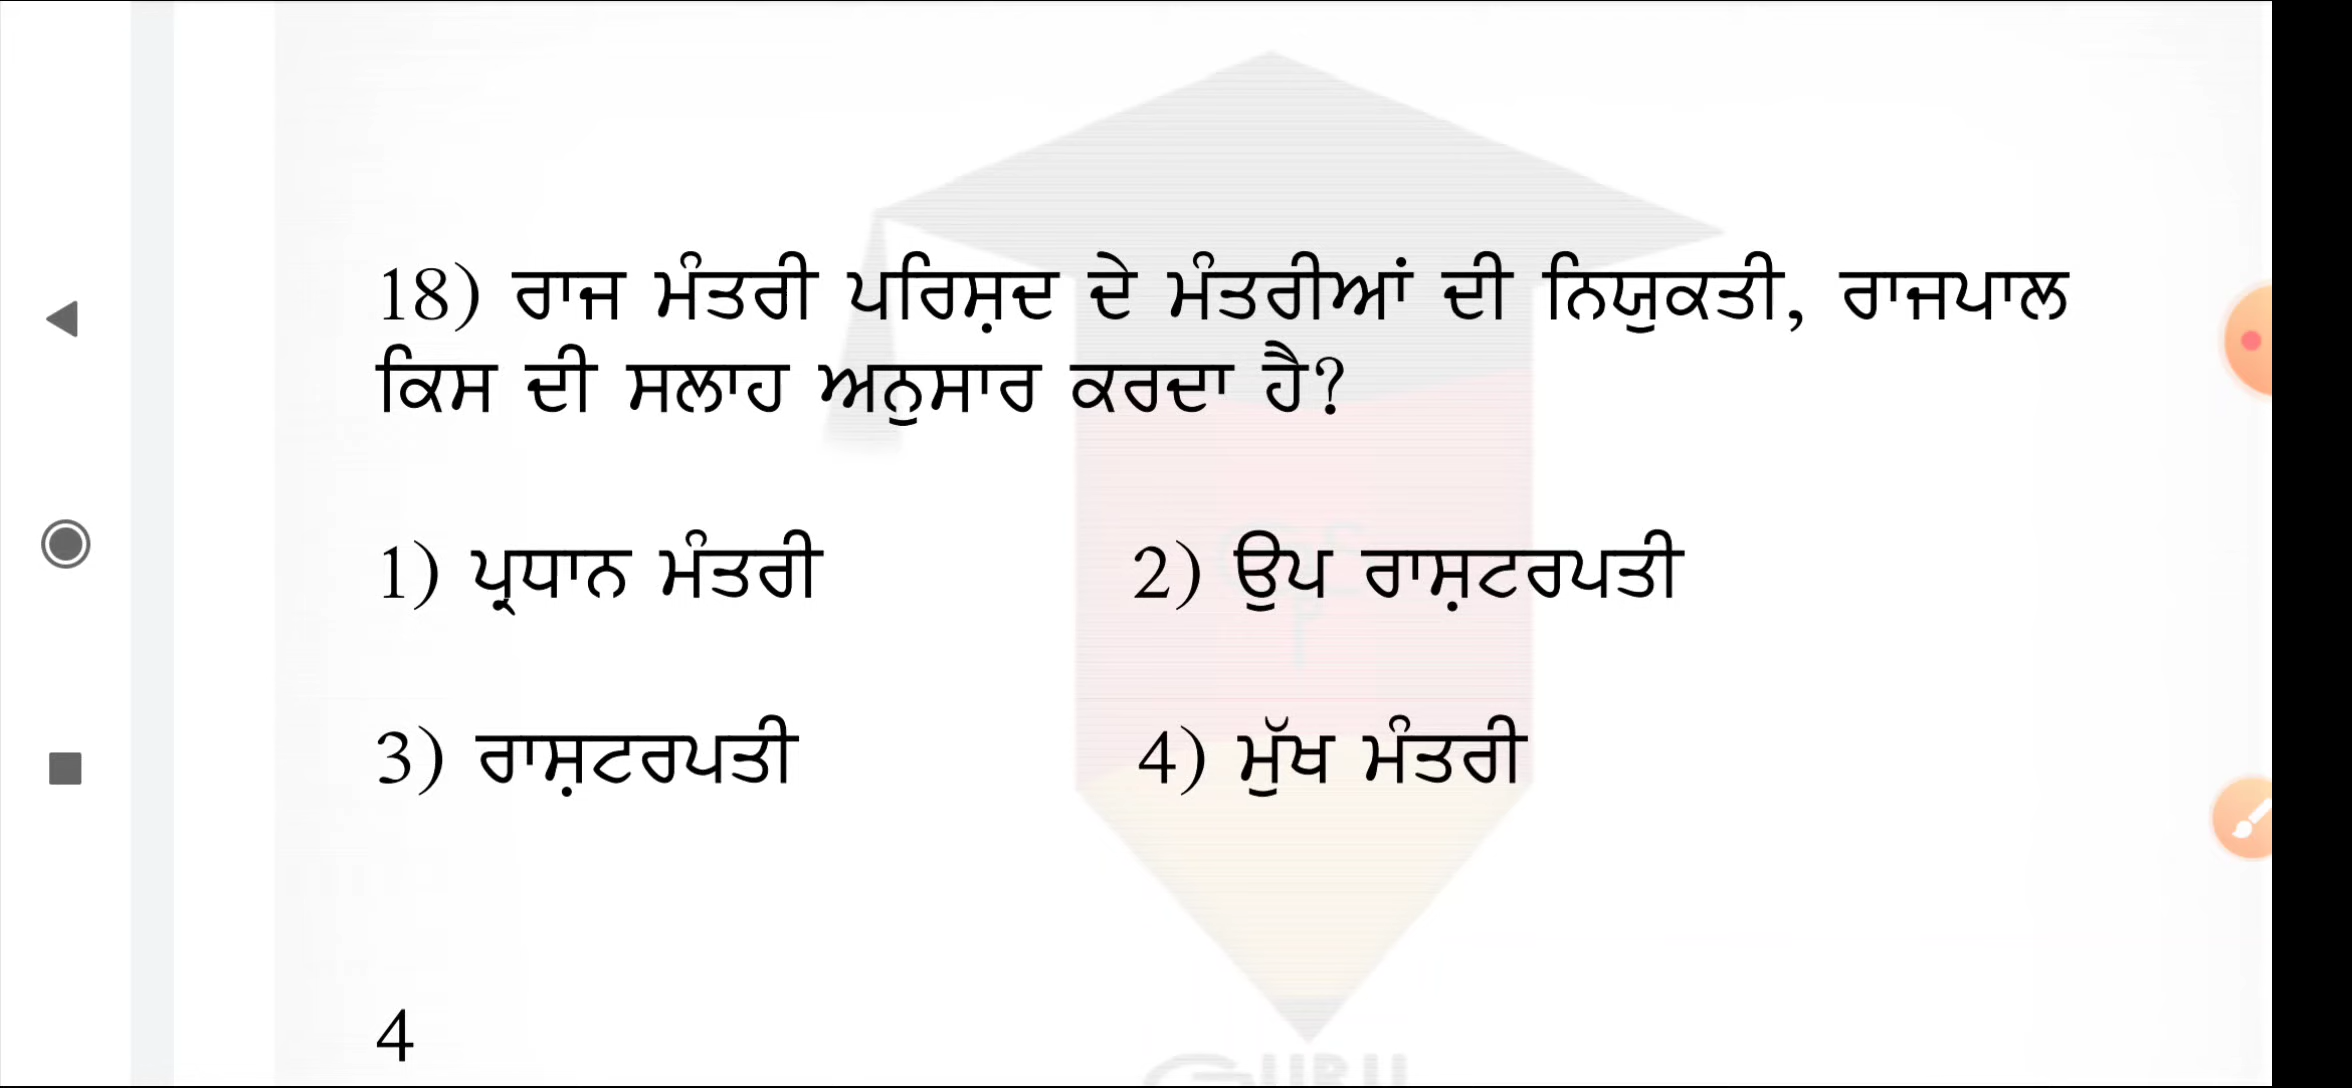 18) ਰਾਜ ਮੰਤਰੀ ਪਰਿਸ਼ਦ ਦੇ ਮੰਤਰੀਆਂ ਦੀ ਨਿਯੁਕਤੀ, ਰਾਜਪਾਲ
ਕਿਸ ਦੀ ਸਲਾਹ ਅਨੁਸਾਰ ਕਰਦਾ ਹੈ?
1) ਪ੍ਰਧਾਨ ਮੰਤਰੀ 2) ਉਪ ਰਾਸ਼ਟਰਪਤੀ
3) ਰਾਸ਼ਟਰਪਤੀ 4) ਮੁੱਖ ਮੰਤਰੀ
4
GURU